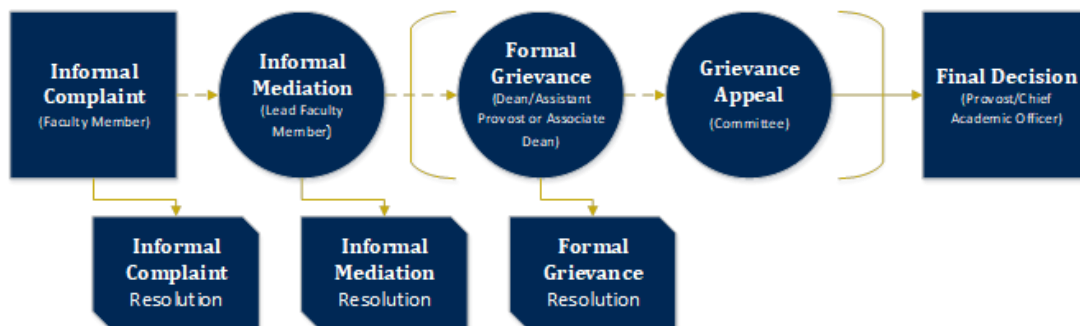 Informal
Complaint
(Faculty Member)
Informal
Mediation
(Lead Faculty
Member)
Formal
Grievance
(Dean/Assistant
Provost or Associate
Dean)
Grievance
Appeal
(Committee)
Final Decision
(Provost/Chief
Academic Officer)
Informal
Complaint
Resolution
Informal
Mediation
Resolution
Formal
Grievance
Resolution